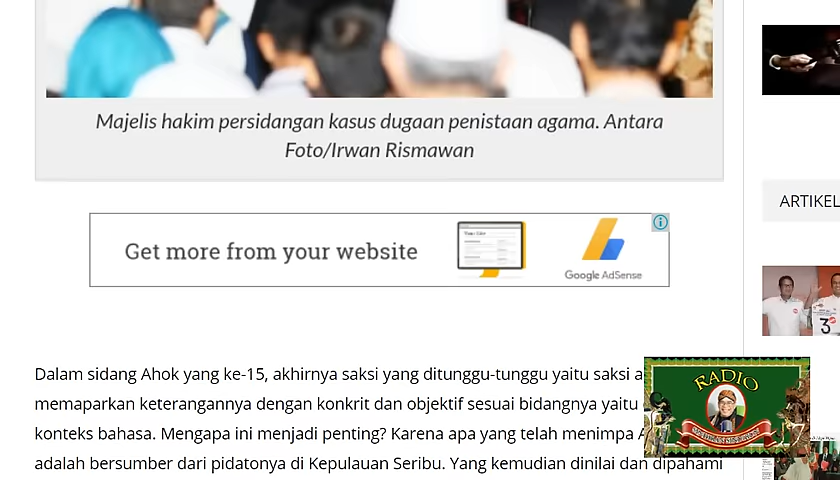 Majelis hakim persidangan kasus dugaan penistaan agama. Antara
Foto/Irwan Rismawan
Get more from your website
Google AdSense
ARTIKEL
3
Dalam sidang Ahok yang ke-15, akhirnya saksi yang ditunggu-tunggu yaitu saksi
memaparkan keterangannya dengan konkrit dan objektif sesuai bidangnya yaitu
konteks bahasa. Mengapa ini menjadi penting? Karena apa yang telah menimpa
adalah bersumber dari pidatonya di Kepulauan Seribu. Yang kemudian dinilai dan dipahami
RADIO